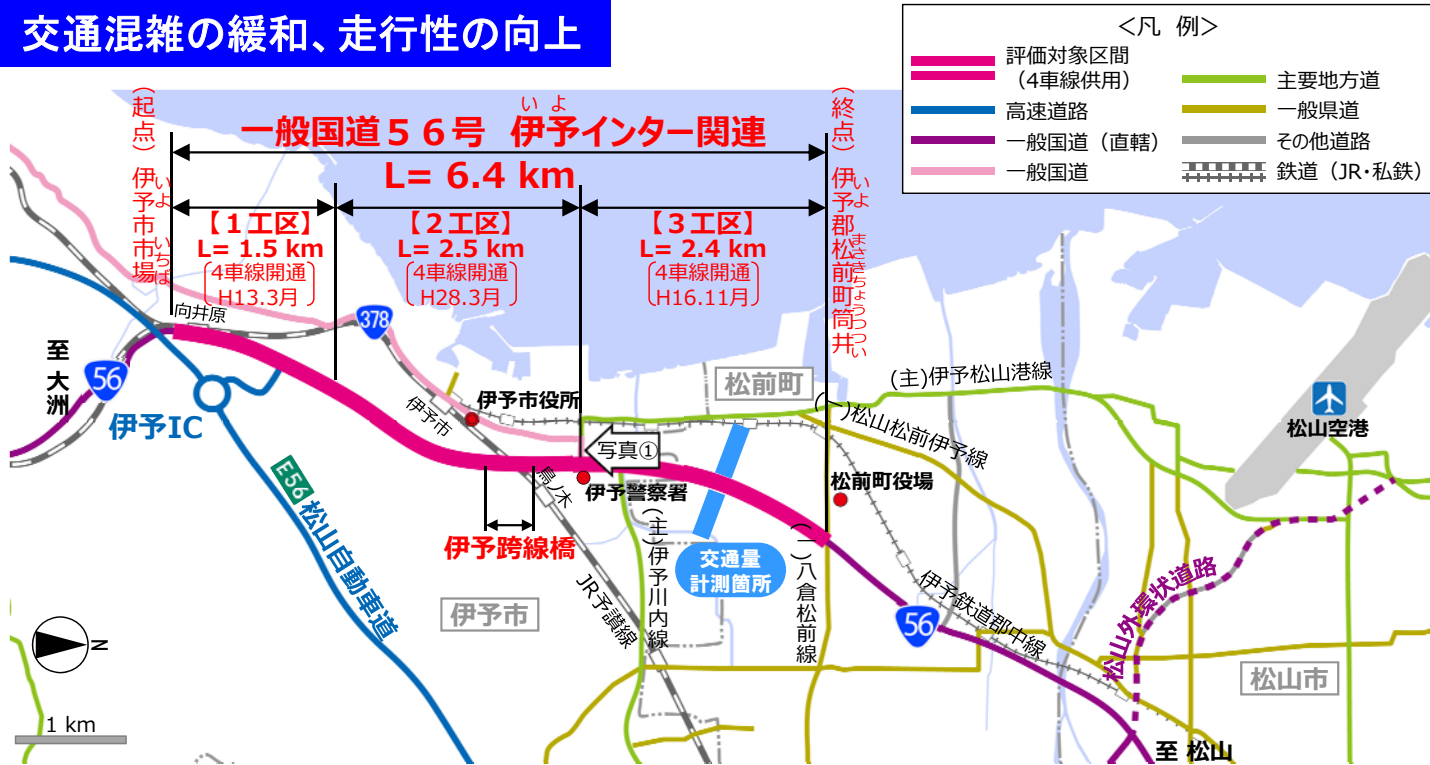 交通混雑の緩和、走行性の向上
＜凡 例＞
評価対象区間
（4車線供用）
高速道路
一般国道（直轄）
一般国道
主要地方道
一般県道
その他道路
鉄道（JR･私鉄）
（起点）伊予市市場
いよ
いちば
一般国道５６号 伊予インター関連
いよ
L= 6.4 km
（終点）伊予郡松前町筒井
いよ
まさきちょうつつい
【１工区】
L= 1.5 km
4車線開通
H13.3月
【２工区】
L= 2.5 km
4車線開通
H28.3月
【３工区】
L= 2.4 km
4車線開通
H16.11月
向井原
378
至 大洲
56
伊予IC
伊予市
伊予市役所
松前町
(主)伊予松山港線
(一)松山松前伊予線
松山空港
写真①
鳥ノ木
伊予警察署
松前町役場
E56 松山自動車道
伊予跨線橋
(主)伊予川内線
交通量
計測箇所
(一)八倉松前線
JR予讃線
伊予市
伊予鉄道郡中線
56
松山外環状道路
松山市
N
1 km
至 松山